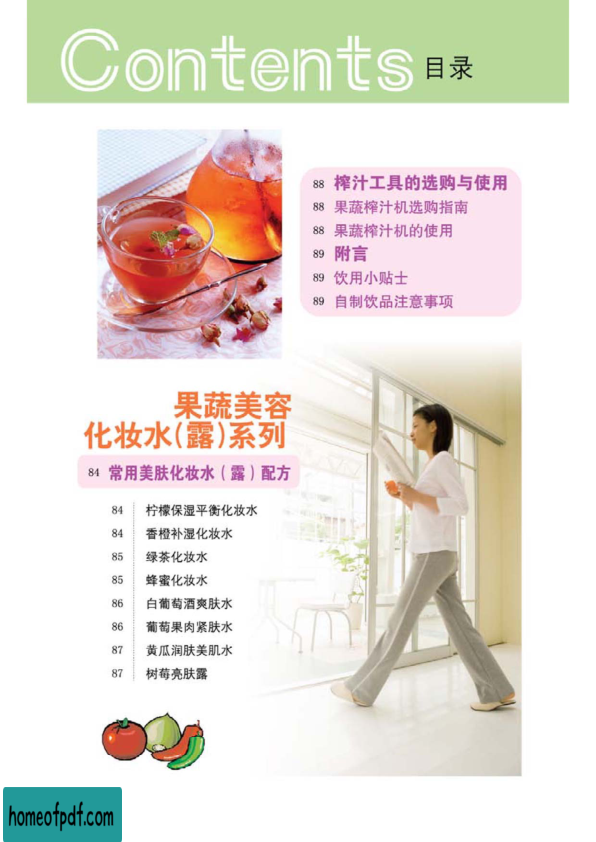 Contents 目录
88 榨汁工具的选购与使用
88 果蔬榨汁机选购指南
88 果蔬榨汁机的使用
89 附言
89 饮用小贴士
89 自制饮品注意事项
果蔬美容
化妆水(露)系列
84 常用美肤化妆水(露)配方
84 柠檬保湿平衡化妆水
84 香橙补湿化妆水
85 绿茶化妆水
85 蜂蜜化妆水
86 白葡萄酒爽肤水
86 葡萄果肉紧肤水
87 黄瓜润肤美肌水
87 树莓亮肤露
homeofpdf.com